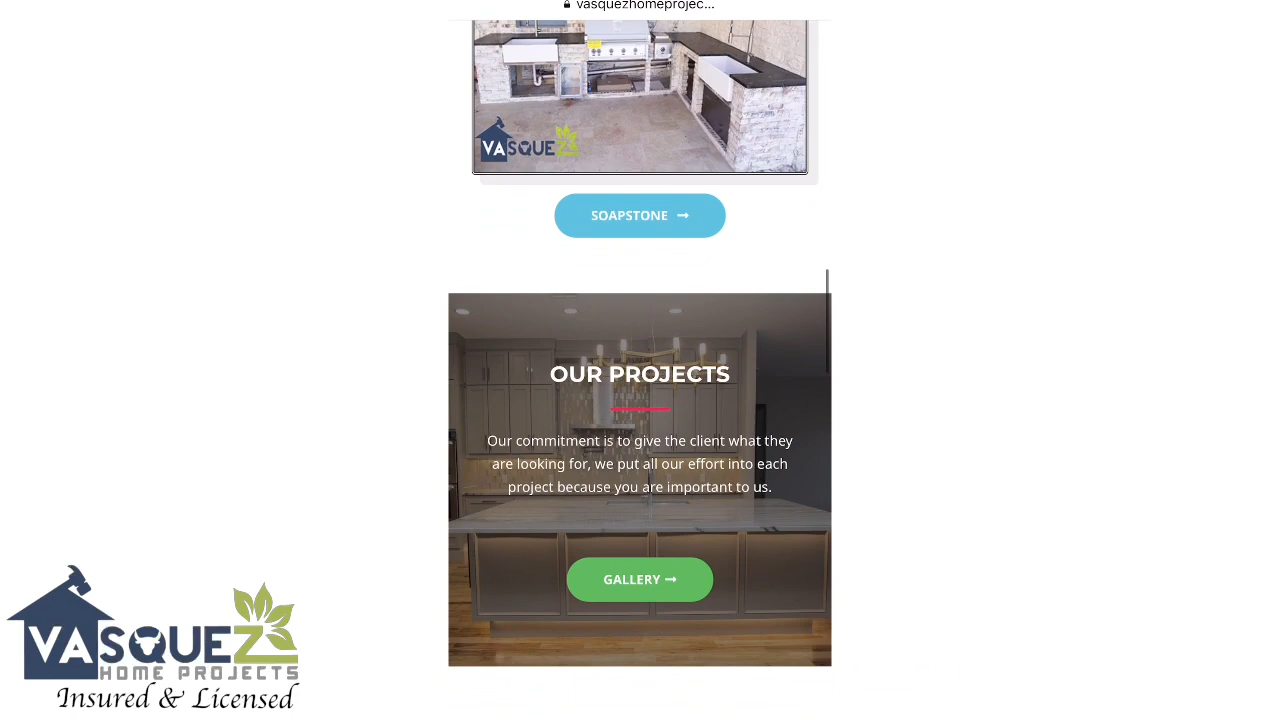 vasquezhomeprojec...
VASQUEZ
SOAPSTONE
OUR PROJECTS
Our commitment is to give the client what they
are looking for, we put all our effort into each
project because you are important to us.
GALLERY
VASQUEZ
HOME PROJECTS
Insured & Licensed